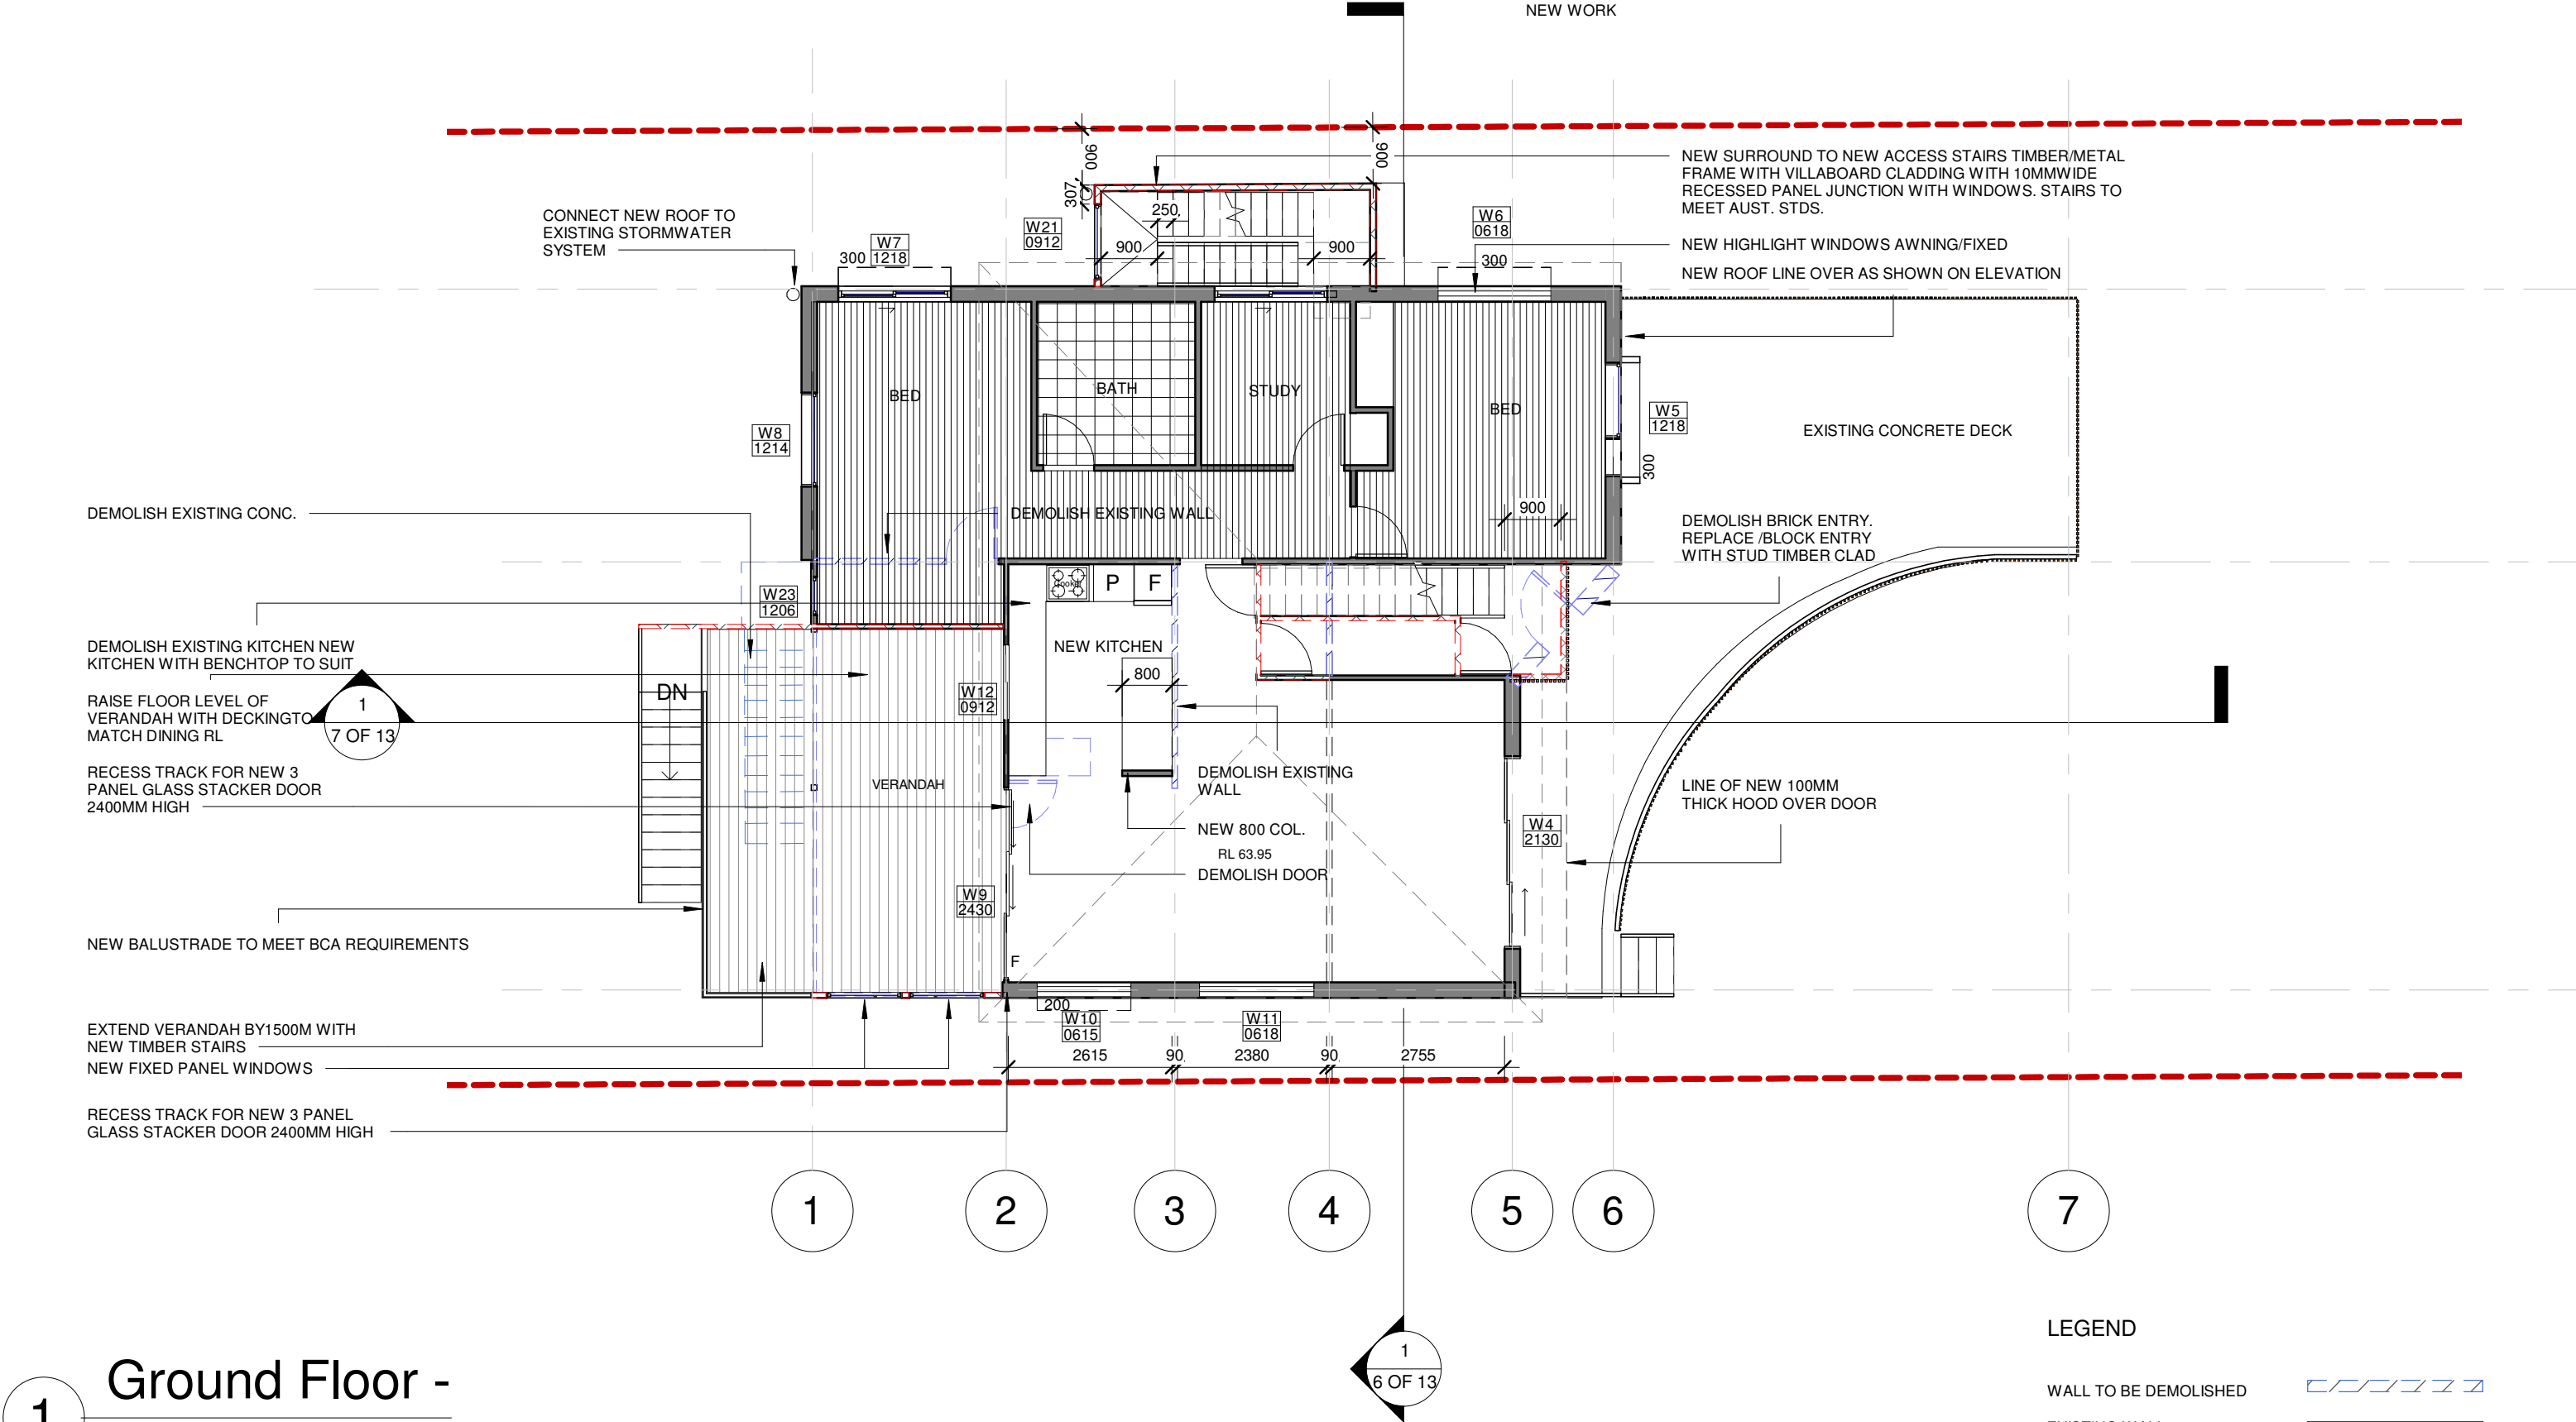 NEW WORK
NEW SURROUND TO NEW ACCESS STAIRS TIMBER/METAL
FRAME WITH VILLABOARD CLADDING WITH 10MMWIDE
RECESSED PANEL JUNCTION WITH WINDOWS. STAIRS TO
MEET AUST. STDS.
900
900
307
CONNECT NEW ROOF TO
EXISTING STORMWATER
SYSTEM
W21
0912
250
W6
0618
NEW HIGHLIGHT WINDOWS AWNING/FIXED
W7
300 1218
900
900
300
NEW ROOF LINE OVER AS SHOWN ON ELEVATION
BED
BATH
STUDY
BED
W8
1214
W5
1218
EXISTING CONCRETE DECK
300
DEMOLISH EXISTING CONC.
DEMOLISH EXISTING WALL
900
DEMOLISH BRICK ENTRY.
REPLACE /BLOCK ENTRY
WITH STUD TIMBER CLAD
Cooker
P
F
W23
1206
DEMOLISH EXISTING KITCHEN NEW
KITCHEN WITH BENCHTOP TO SUIT
NEW KITCHEN
800
DN
W12
0912
RAISE FLOOR LEVEL OF
VERANDAH WITH DECKINGTO
MATCH DINING RL
1
7 OF 13
RECESS TRACK FOR NEW 3
PANEL GLASS STACKER DOOR
2400MM HIGH
VERANDAH
DEMOLISH EXISTING
WALL
LINE OF NEW 100MM
THICK HOOD OVER DOOR
NEW 800 COL.
RL 63.95
DEMOLISH DOOR
W4
2130
W9
2430
NEW BALUSTRADE TO MEET BCA REQUIREMENTS
F
200
W10
0615
W11
0618
EXTEND VERANDAH BY1500M WITH
NEW TIMBER STAIRS
NEW FIXED PANEL WINDOWS
2615
90
2380
90
2755
RECESS TRACK FOR NEW 3 PANEL
GLASS STACKER DOOR 2400MM HIGH
1
2
3
4
5
6
7
LEGEND
1
6 OF 13
Ground Floor -
1
WALL TO BE DEMOLISHED